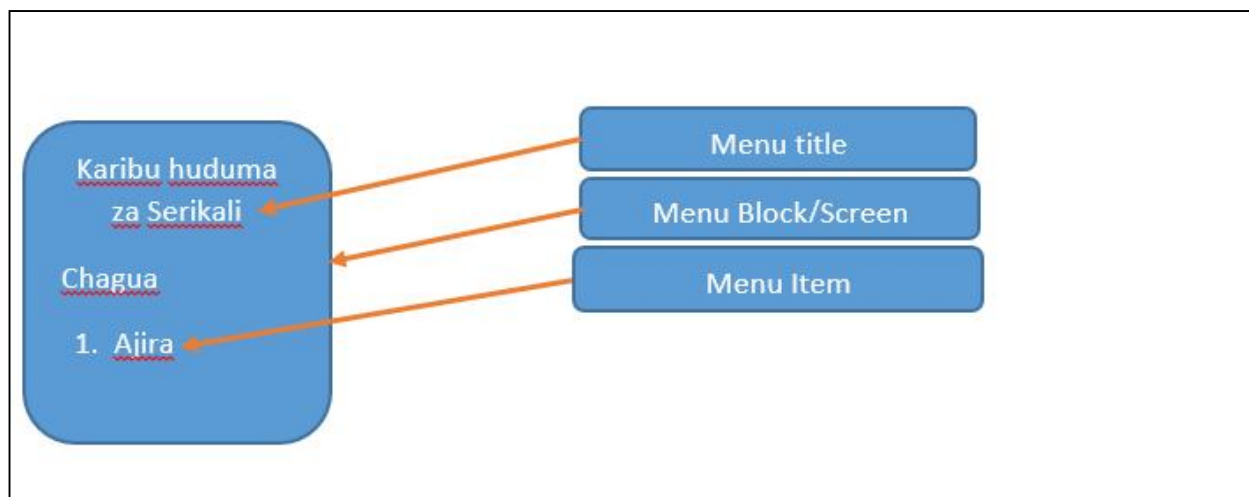 Karibu huduma
za Serikali
Chagua
1. Ajira
Menu title
Menu Block/Screen
Menu Item